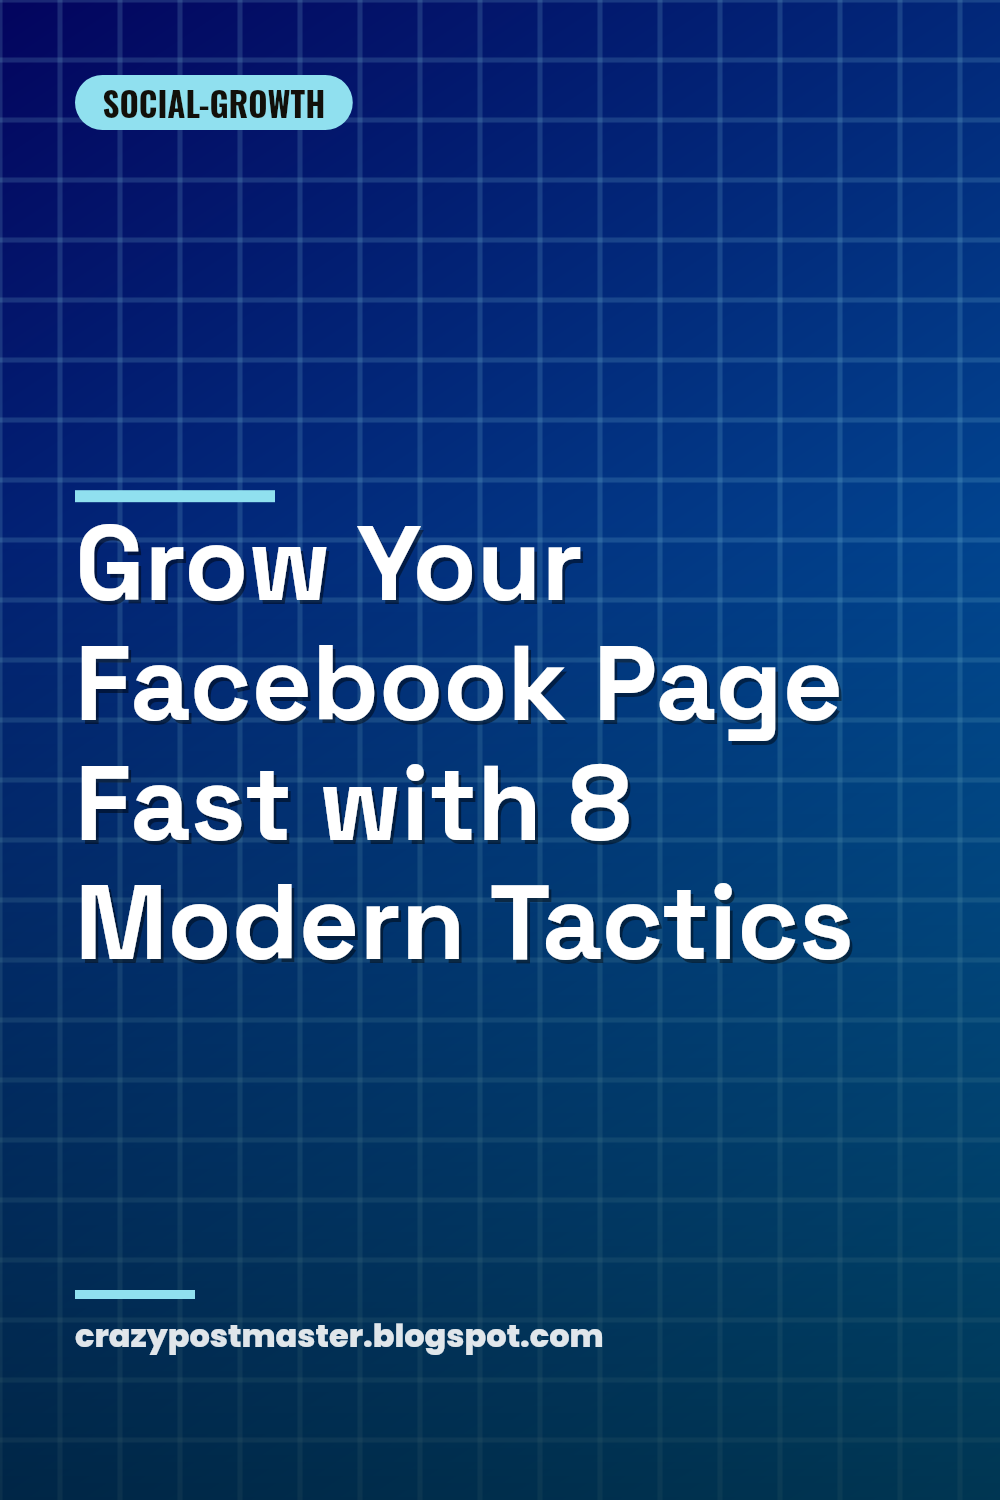 SOCIAL-GROWTH
Grow Your
Facebook Page
Fast with 8
Modern Tactics
crazypostmaster.blogspot.com